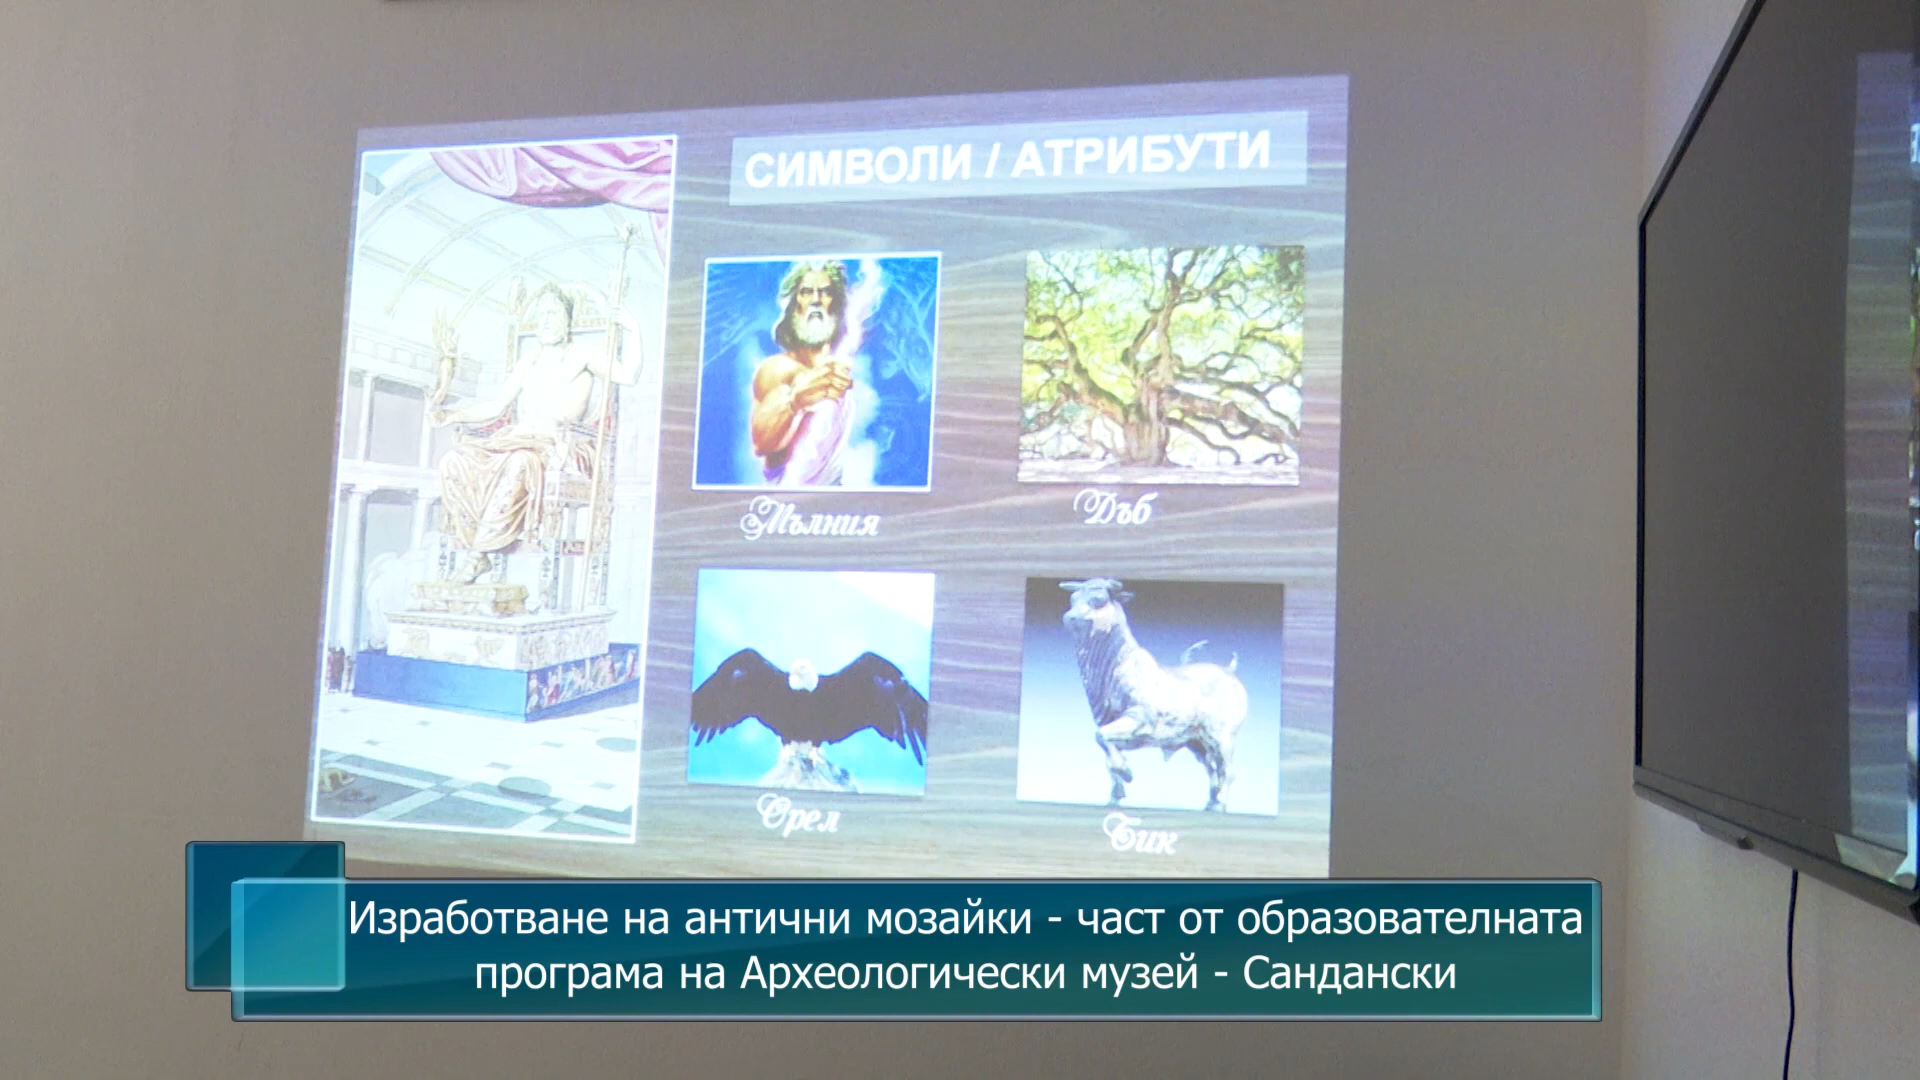 СИМВОЛИ / АТРИБУТИ
Мълния
Дъб
Орел
Бик
Изработване на антични мозайки - част от образователната
програма на Археологически музей - Сандански